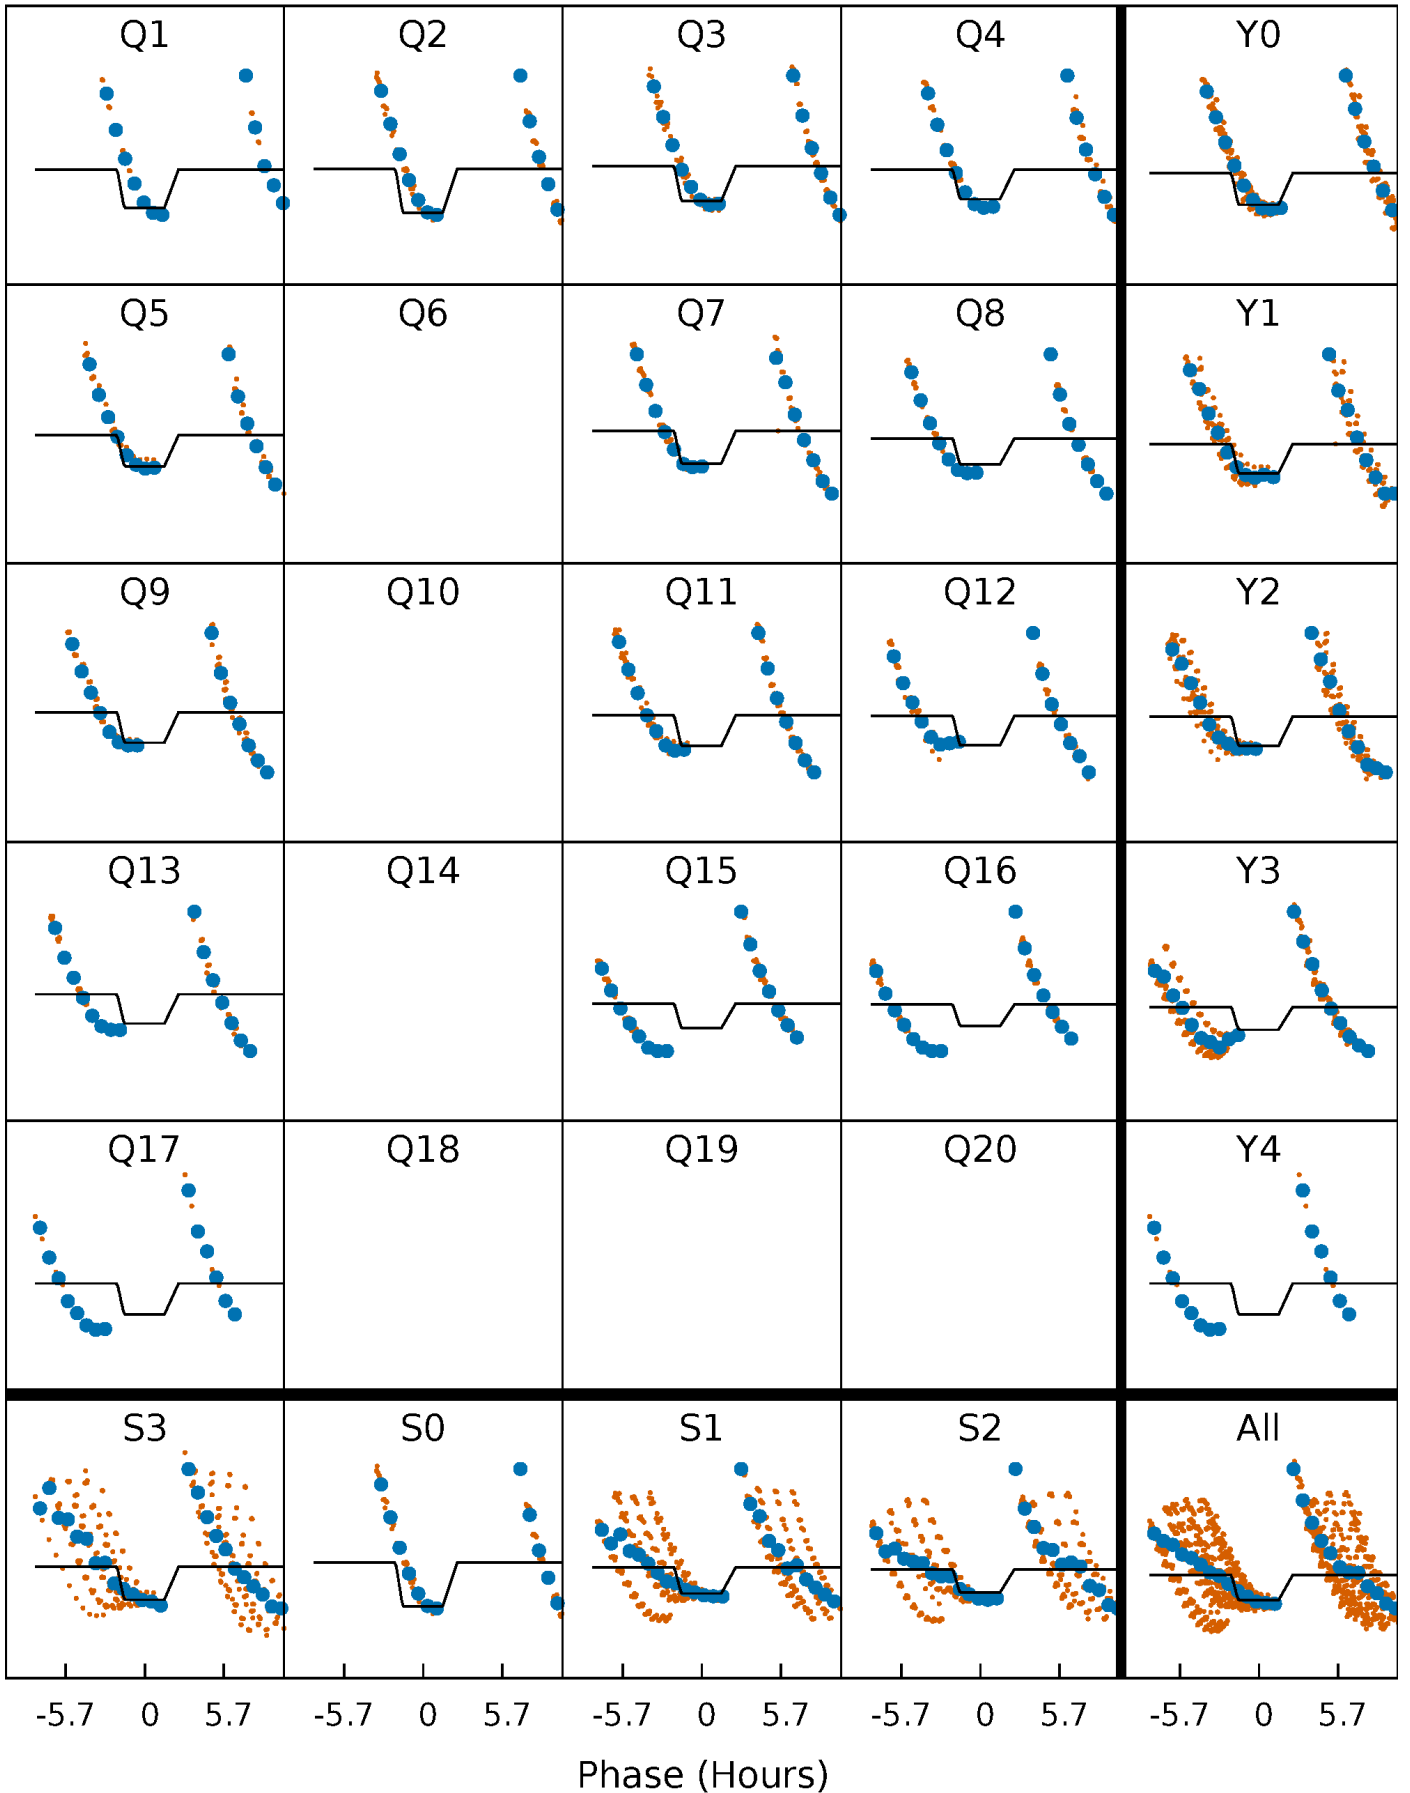 Q1 Q2 Q3 Q4 Y0
Q5 Q6 Q7 Q8 Y1
Q9 Q10 Q11 Q12 Y2
Q13 Q14 Q15 Q16 Y3
Q17 Q18 Q19 Q20 Y4
S3 S0 S1 S2 All
-5.7 0 5.7 -5.7 0 5.7 -5.7 0 5.7 -5.7 0 5.7 -5.7 0 5.7
Phase (Hours)